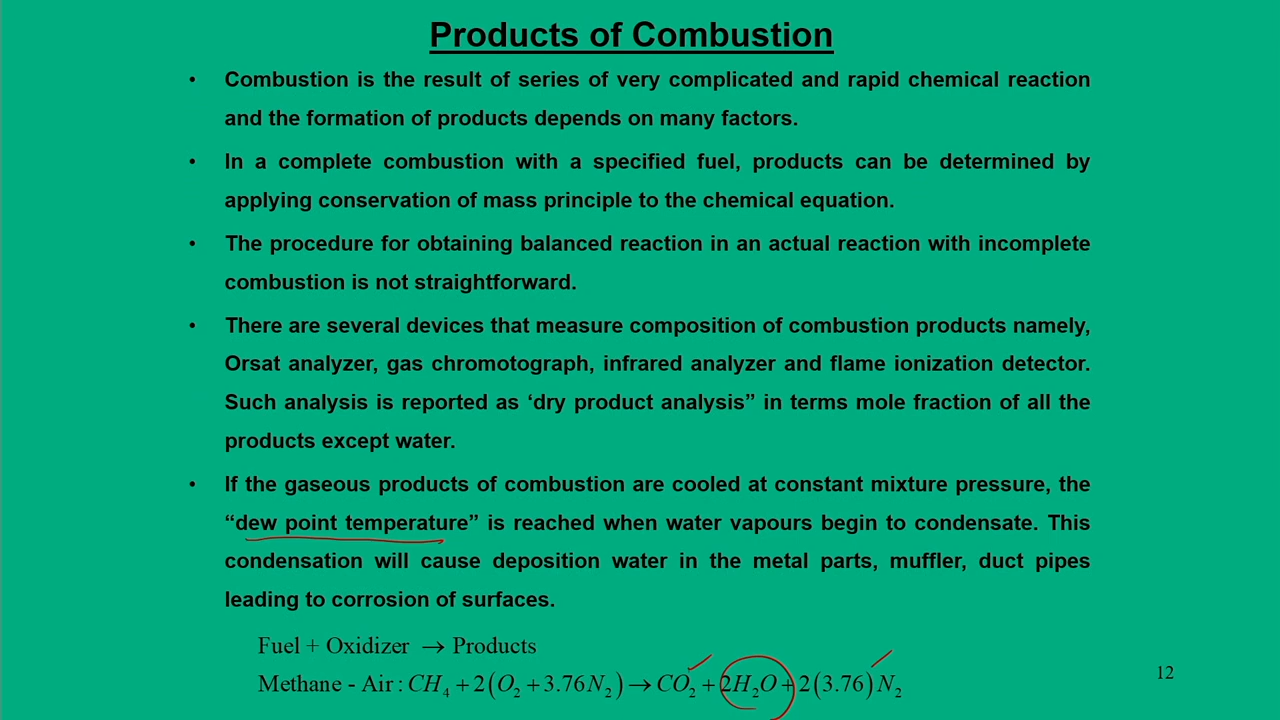 Products of Combustion
• Combustion is the result of series of very complicated and rapid chemical reaction
and the formation of products depends on many factors.
• In a complete combustion with a specified fuel, products can be determined by
applying conservation of mass principle to the chemical equation.
• The procedure for obtaining balanced reaction in an actual reaction with incomplete
combustion is not straightforward.
• There are several devices that measure composition of combustion products namely,
Orsat analyzer, gas chromotograph, infrared analyzer and flame ionization detector.
Such analysis is reported as ‘dry product analysis” in terms mole fraction of all the
products except water.
• If the gaseous products of combustion are cooled at constant mixture pressure, the
“dew point temperature” is reached when water vapours begin to condensate. This
condensation will cause deposition water in the metal parts, muffler, duct pipes
leading to corrosion of surfaces.
Fuel + Oxidizer → Products
Methane - Air : CH₄ + 2(O₂ + 3.76N₂) → CO₂ + 2H₂O + 2(3.76)N₂
12